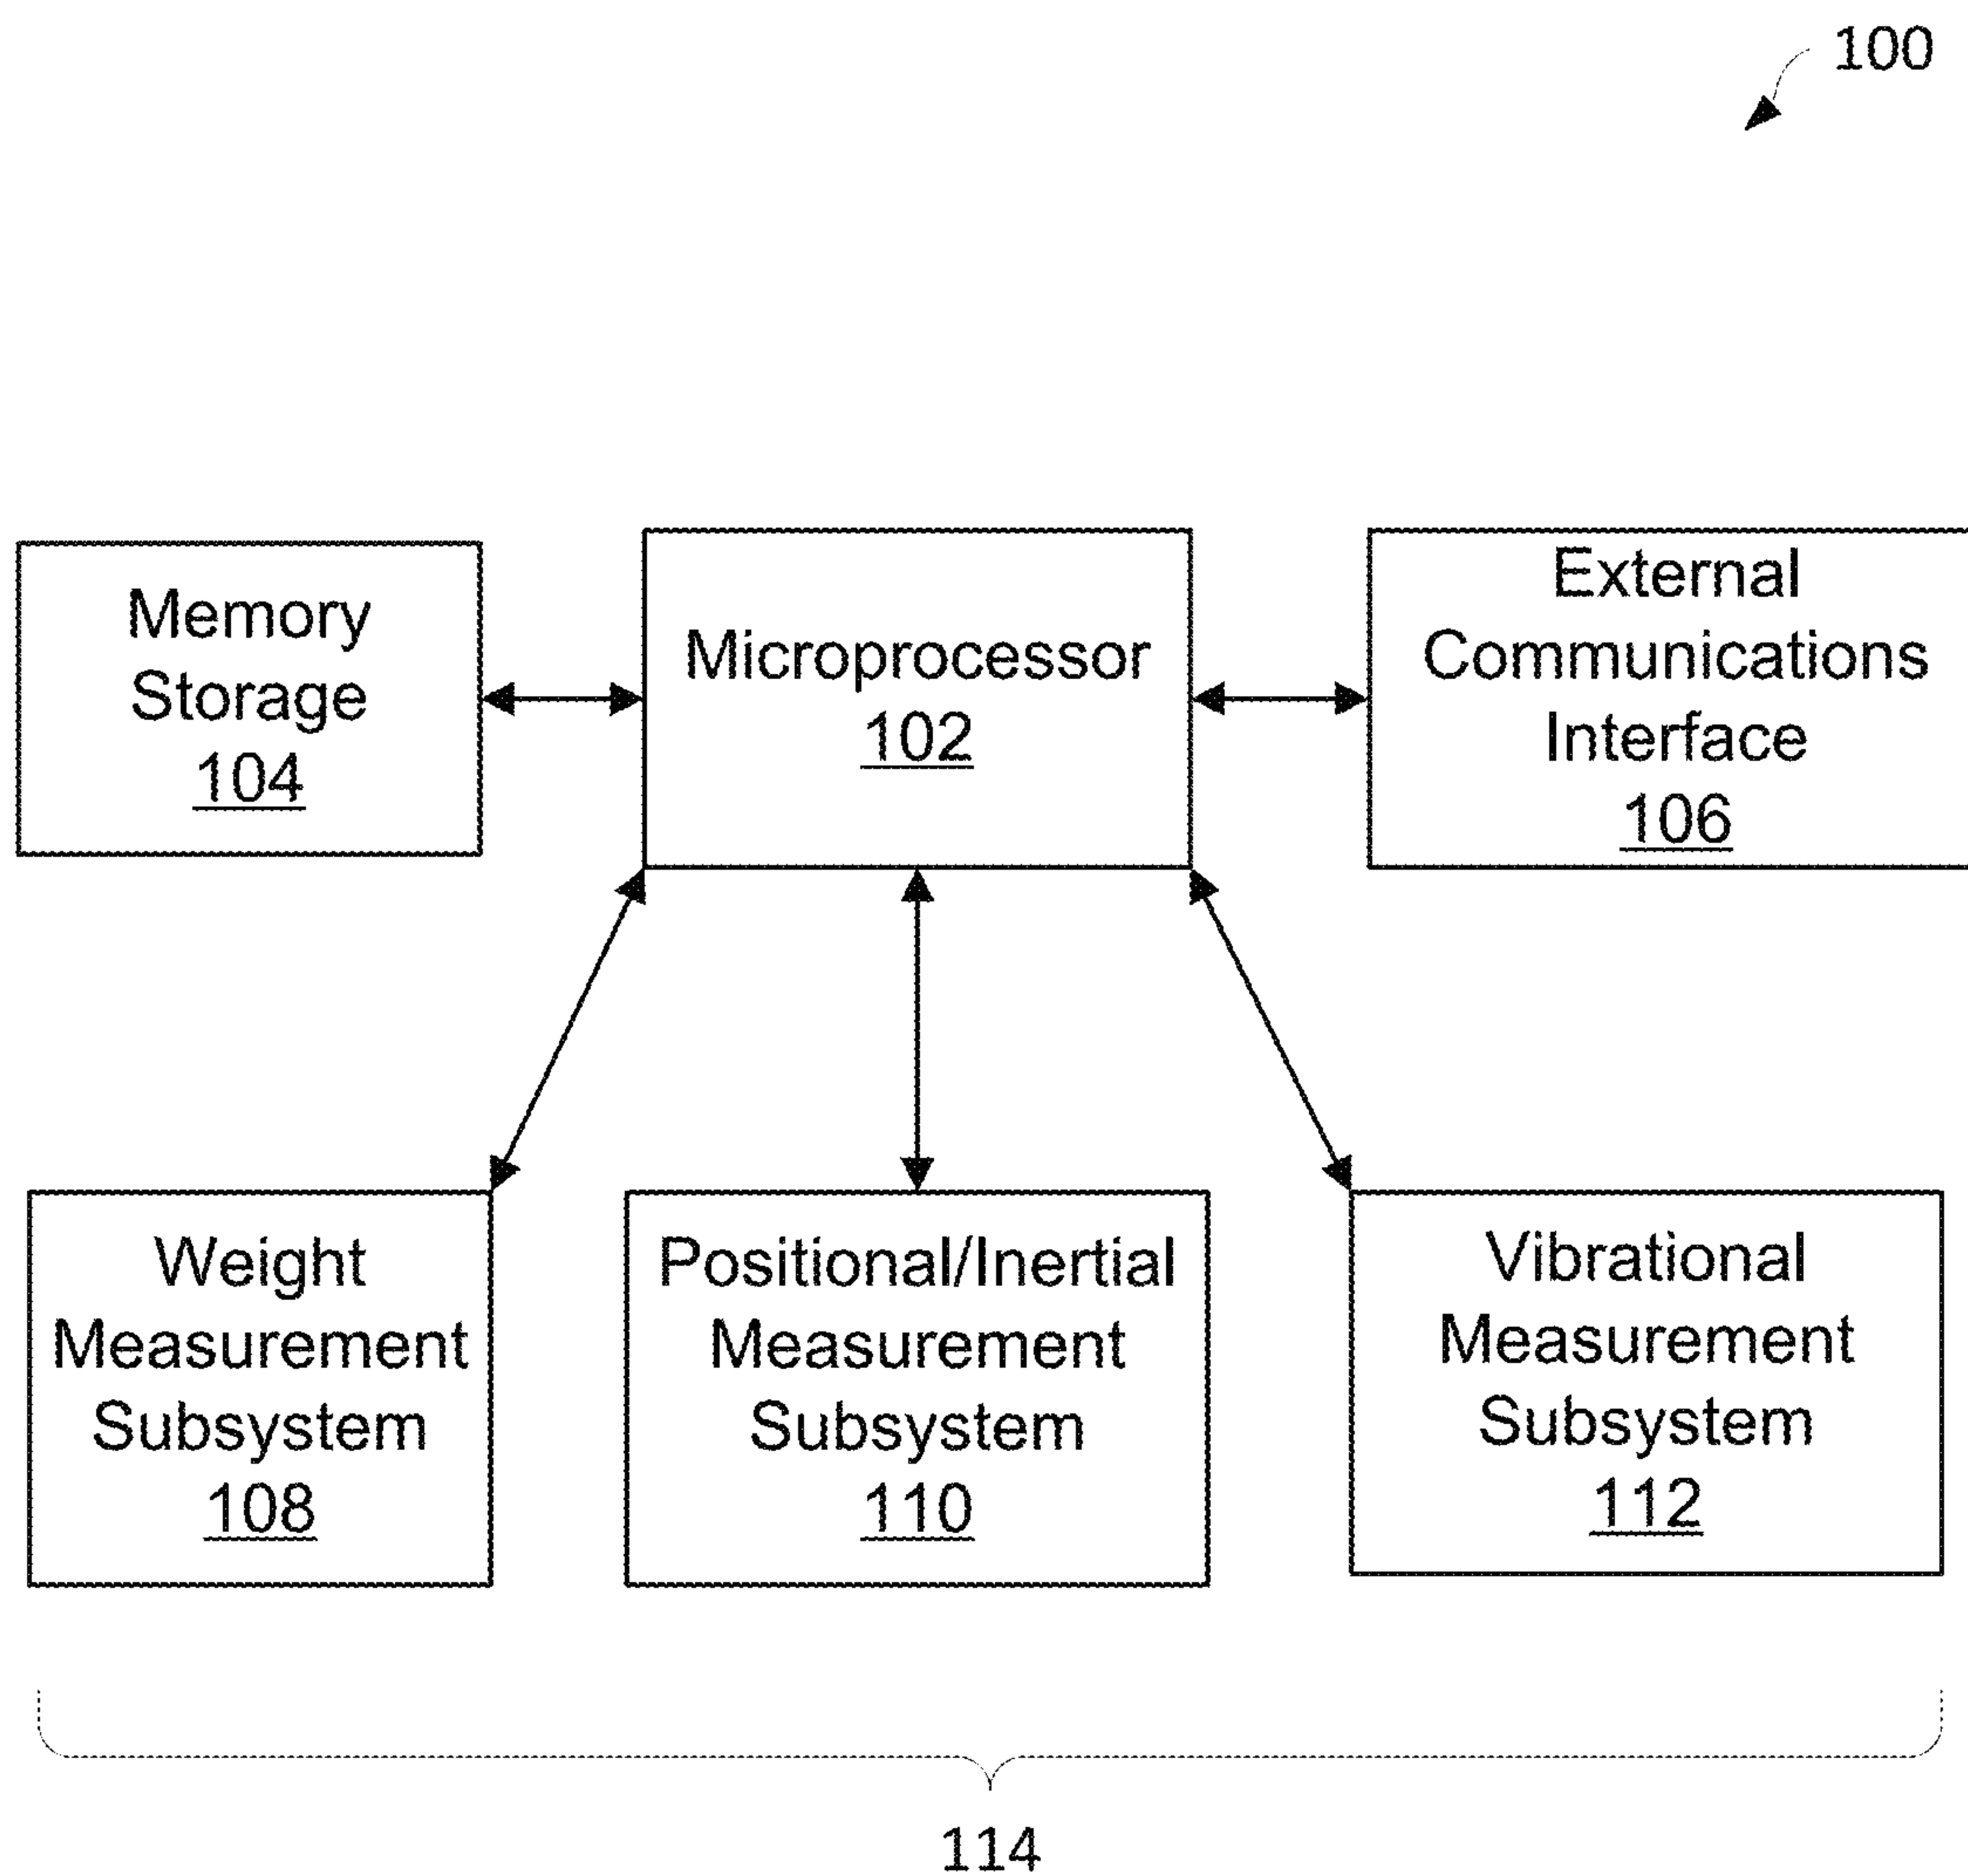 100
Memory
Storage
104
Microprocessor
102
External
Communications
Interface
106
Weight
Measurement
Subsystem
108
Positional/Inertial
Measurement
Subsystem
110
Vibrational
Measurement
Subsystem
112
114